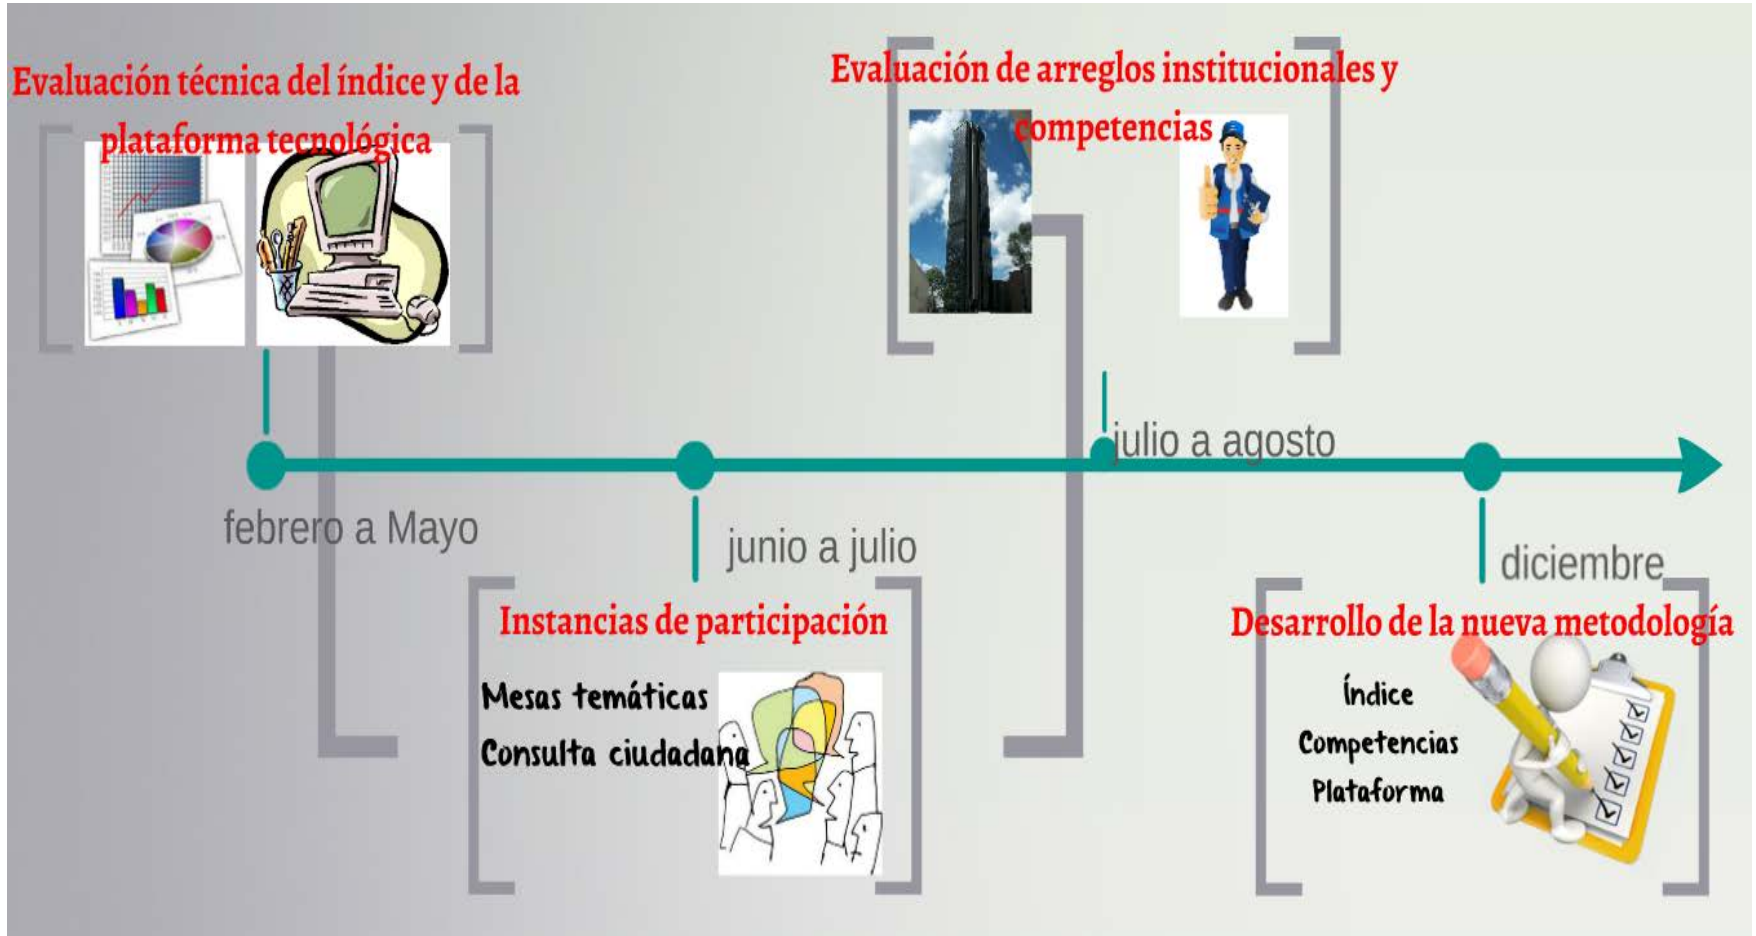 Evaluación técnica del índice y de la
plataforma tecnológica
febrero a Mayo
Instancias de participación
junio a julio
Mesas temáticas
Consulta ciudadana
Evaluación de arreglos institucionales y
competencias
julio a agosto
diciembre
Desarrollo de la nueva metodología
Índice
Competencias
Plataforma